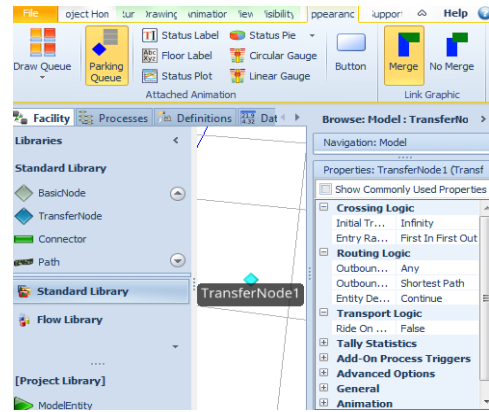 File oject Hon tur rawing nimatio iew isibility ppearanc uppor Help
Status Label Status Pie
Draw Queue Parking Queue Abc Xyz Floor Label Circular Gauge Button Merge No Merge
Status Plot Linear Gauge
Attached Animation Link Graphic
Facility Processes Definitions Dat Browse: Model : TransferNo
Libraries Navigation: Model
Standard Library Properties: TransferNode1 (Transf
BasicNode Show Commonly Used Properties
TransferNode Crossing Logic
Connector Initial Tr... Infinity
Path Entry Ra... First In First Out
Standard Library Routing Logic
Flow Library Outboun... Any
TransferNode1 Outboun... Shortest Path
Entity De... Continue
Transport Logic
Ride On ... False
Tally Statistics
Add-On Process Triggers
Advanced Options
[Project Library] General
ModelEntity Animation